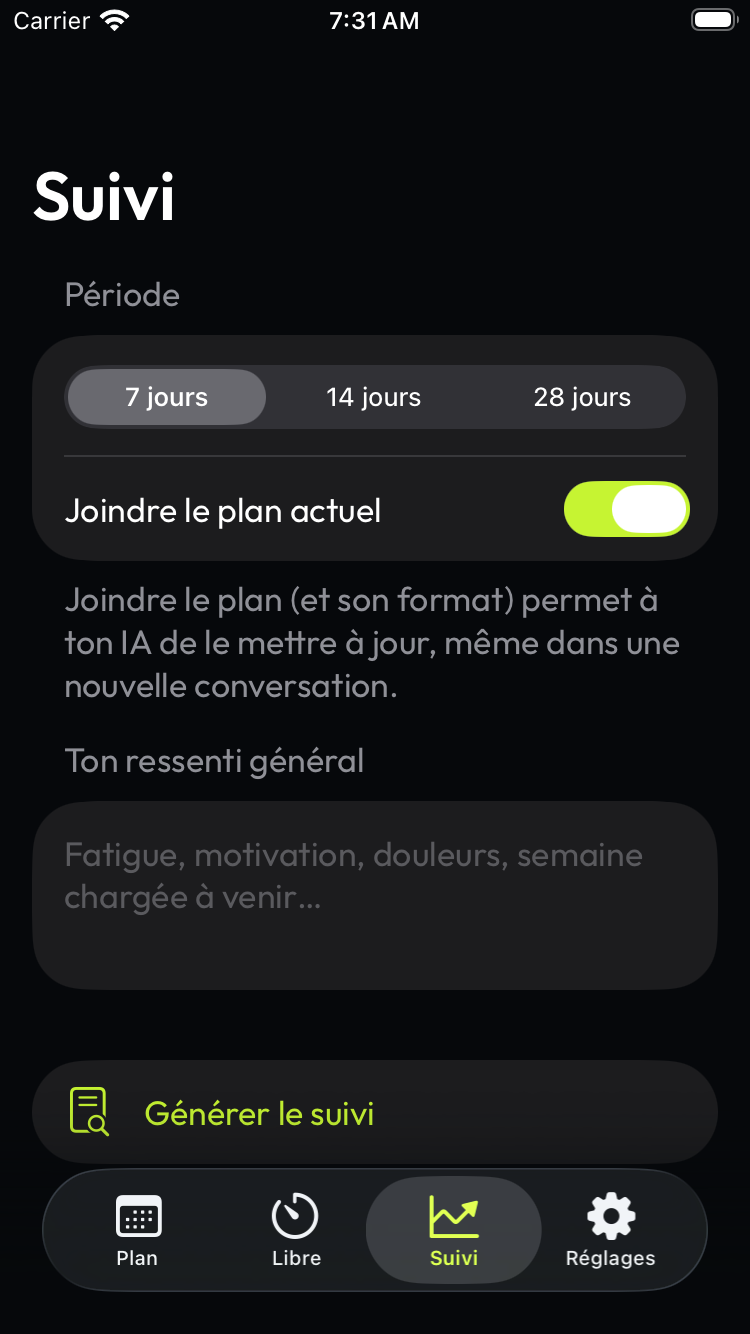 Carrier 7:31 AM
Suivi
Période
7 jours 14 jours 28 jours
Joindre le plan actuel
Joindre le plan (et son format) permet à
ton IA de le mettre à jour, même dans une
nouvelle conversation.
Ton ressenti général
Fatigue, motivation, douleurs, semaine
chargée à venir…
Générer le suivi
Plan Libre Suivi Réglages